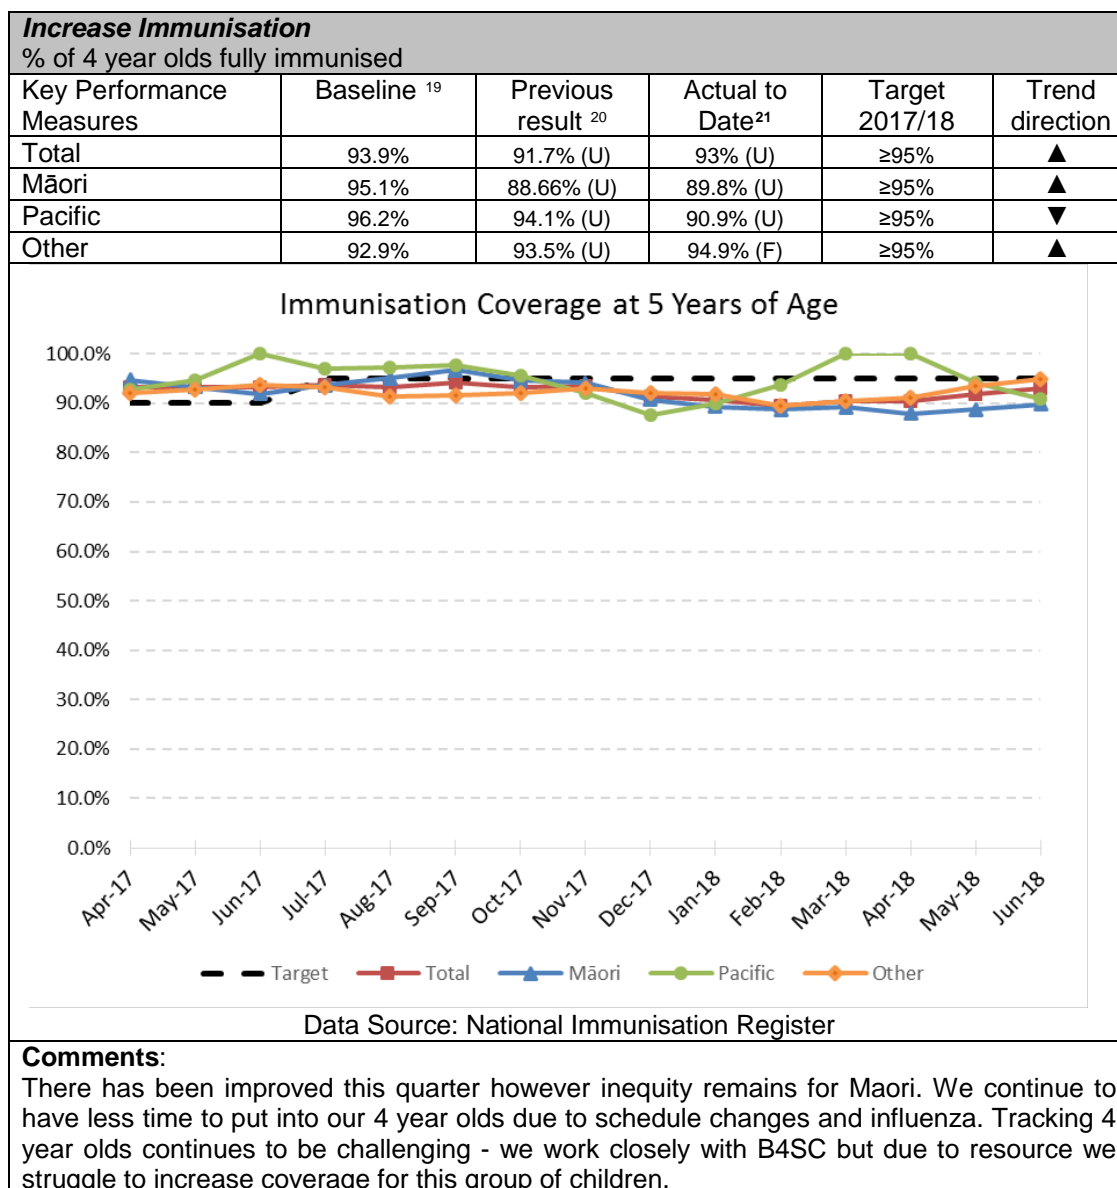 Increase Immunisation
% of 4 year olds fully immunised
Key Performance Measures Baseline 19 Previous result 20 Actual to Date21 Target 2017/18 Trend direction
Total 93.9% 91.7% (U) 93% (U) ≥95% ▲
Māori 95.1% 88.66% (U) 89.8% (U) ≥95% ▲
Pacific 96.2% 94.1% (U) 90.9% (U) ≥95% ▼
Other 92.9% 93.5% (U) 94.9% (F) ≥95% ▲
Immunisation Coverage at 5 Years of Age
100.0%
90.0%
80.0%
70.0%
60.0%
50.0%
40.0%
30.0%
20.0%
10.0%
0.0%
Apr-17 May-17 Jun-17 Jul-17 Aug-17 Sep-17 Oct-17 Nov-17 Dec-17 Jan-18 Feb-18 Mar-18 Apr-18 May-18 Jun-18
Target Total Māori Pacific Other
Data Source: National Immunisation Register
Comments:
There has been improved this quarter however inequity remains for Maori. We continue to
have less time to put into our 4 year olds due to schedule changes and influenza. Tracking 4
year olds continues to be challenging - we work closely with B4SC but due to resource we
struggle to increase coverage for this group of children.